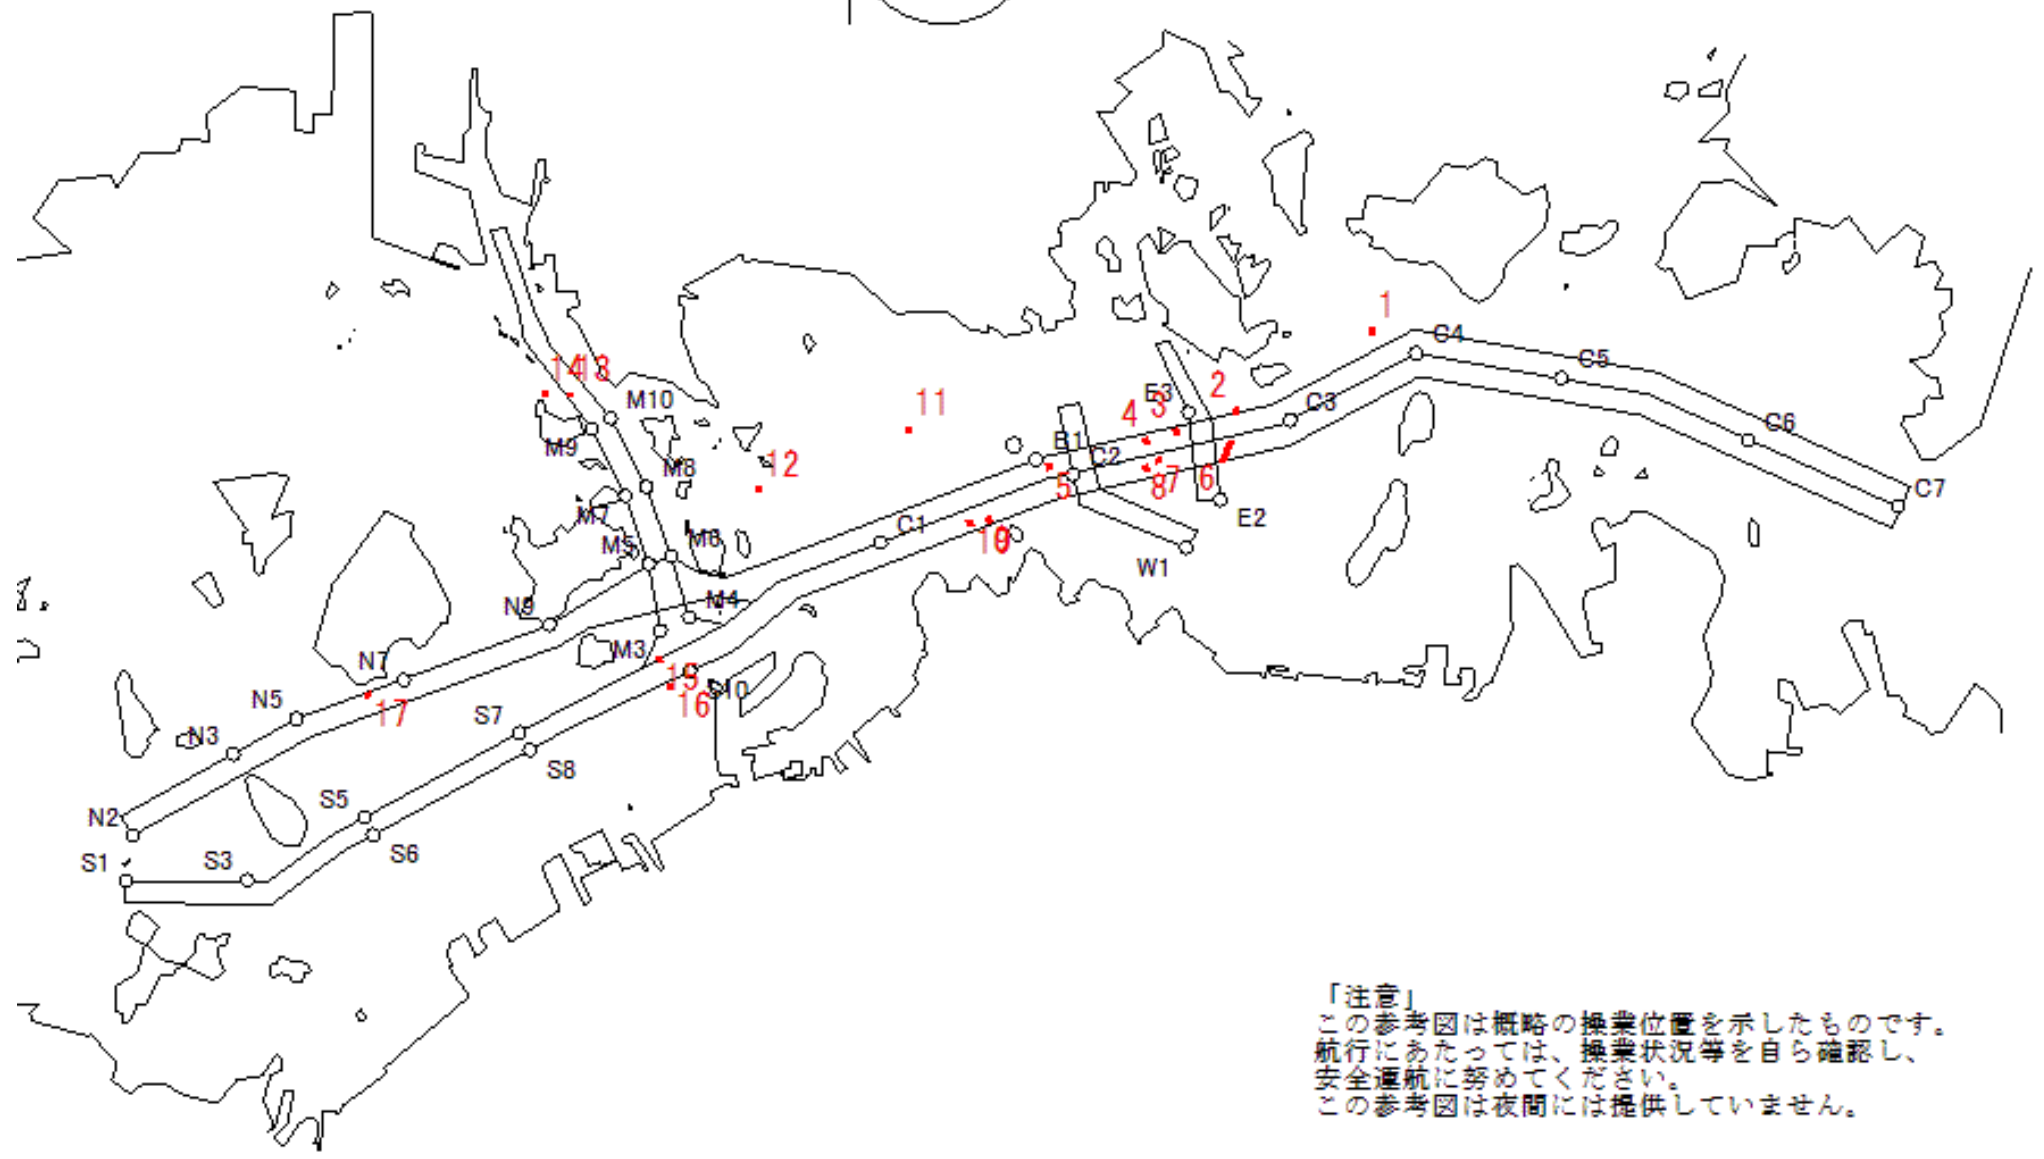 1
C4
C5
2
E3
3
4
C3
C6
13
14
M10
11
B1
C2
M9
12
M8
5
8
7
6
C7
E2
M7
C1
10
9
M5
M6
W1
N9
M4
M3
N7
15
S10
16
N5
17
S7
N3
S8
S5
N2
S6
S1
S3
「注意」
この参考図は概略の操業位置を示したものです。
航行にあたっては、操業状況等を自ら確認し、
安全運航に努めてください。
この参考図は夜間には提供していません。